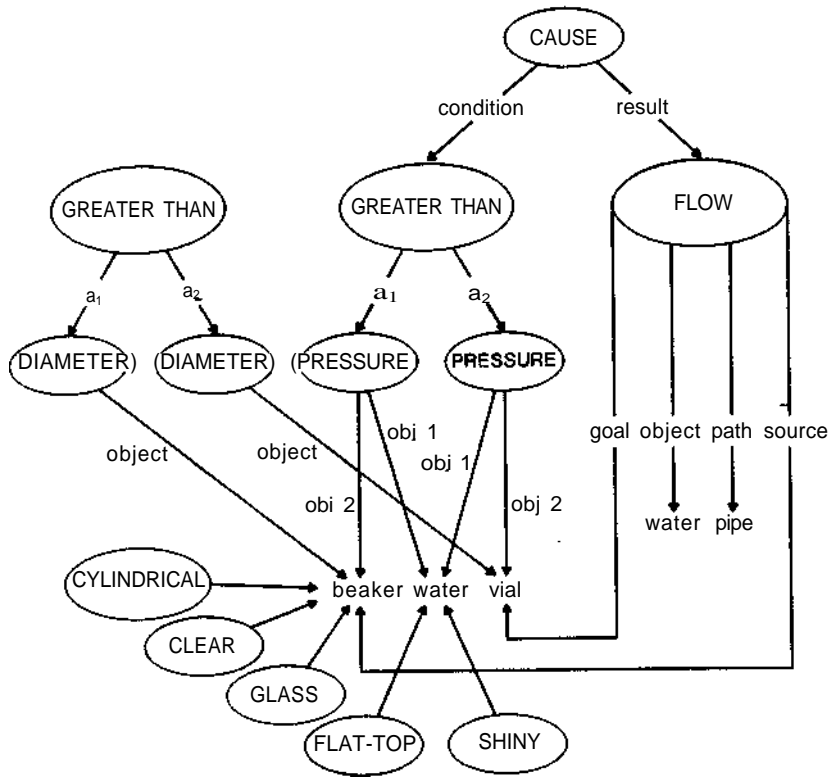 CAUSE
condition result
GREATER THAN GREATER THAN FLOW
a₁ a₂ a₁ a₂
DIAMETER) DIAMETER (PRESSURE PRESSURE
object object obj 1 obj 1 goal object path source
obi 2 obj 2
water pipe
CYLINDRICAL beaker water vial
CLEAR
GLASS
FLAT-TOP SHINY